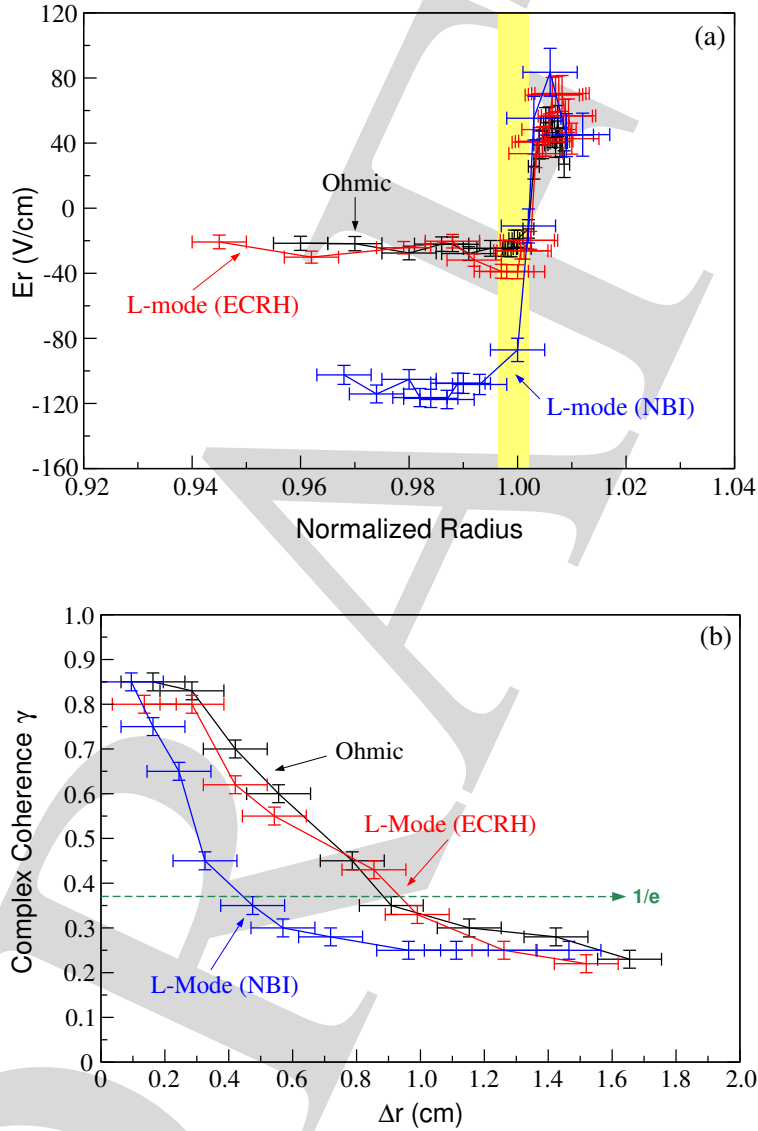 120
(a)
80
40
Ohmic
0
-40
L-mode (ECRH)
-80
L-mode (NBI)
-120
-160
Er (V/cm)
0.92 0.94 0.96 0.98 1.00 1.02 1.04
Normalized Radius
1.0
(b)
0.9
0.8
0.7
Ohmic
0.6
0.5
L-Mode (ECRH)
0.4
1/e
0.3
0.2
L-Mode (NBI)
0.1
0
Complex Coherence γ
0 0.2 0.4 0.6 0.8 1.0 1.2 1.4 1.6 1.8 2.0
Δr (cm)